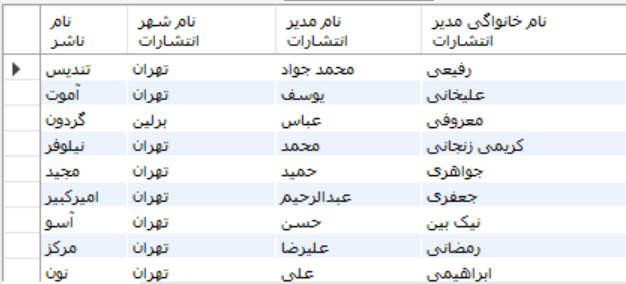 نام نام شهر نام مدیر نام خانواگی مدیر
ناشر انتشارات انتشارات انتشارات
تندیس تهران محمد جواد رفیعی
آموت تهران یوسف علیخانی
گردون برلین عباس معروفی
نیلوفر تهران محمد کریمی زنجانی
مجید تهران حمید جواهری
امیرکبیر تهران عبدالرحیم جعفری
آسو تهران حسن نیک بین
مرکز تهران علیرضا رمضانی
نون تهران علی ابراهیمی